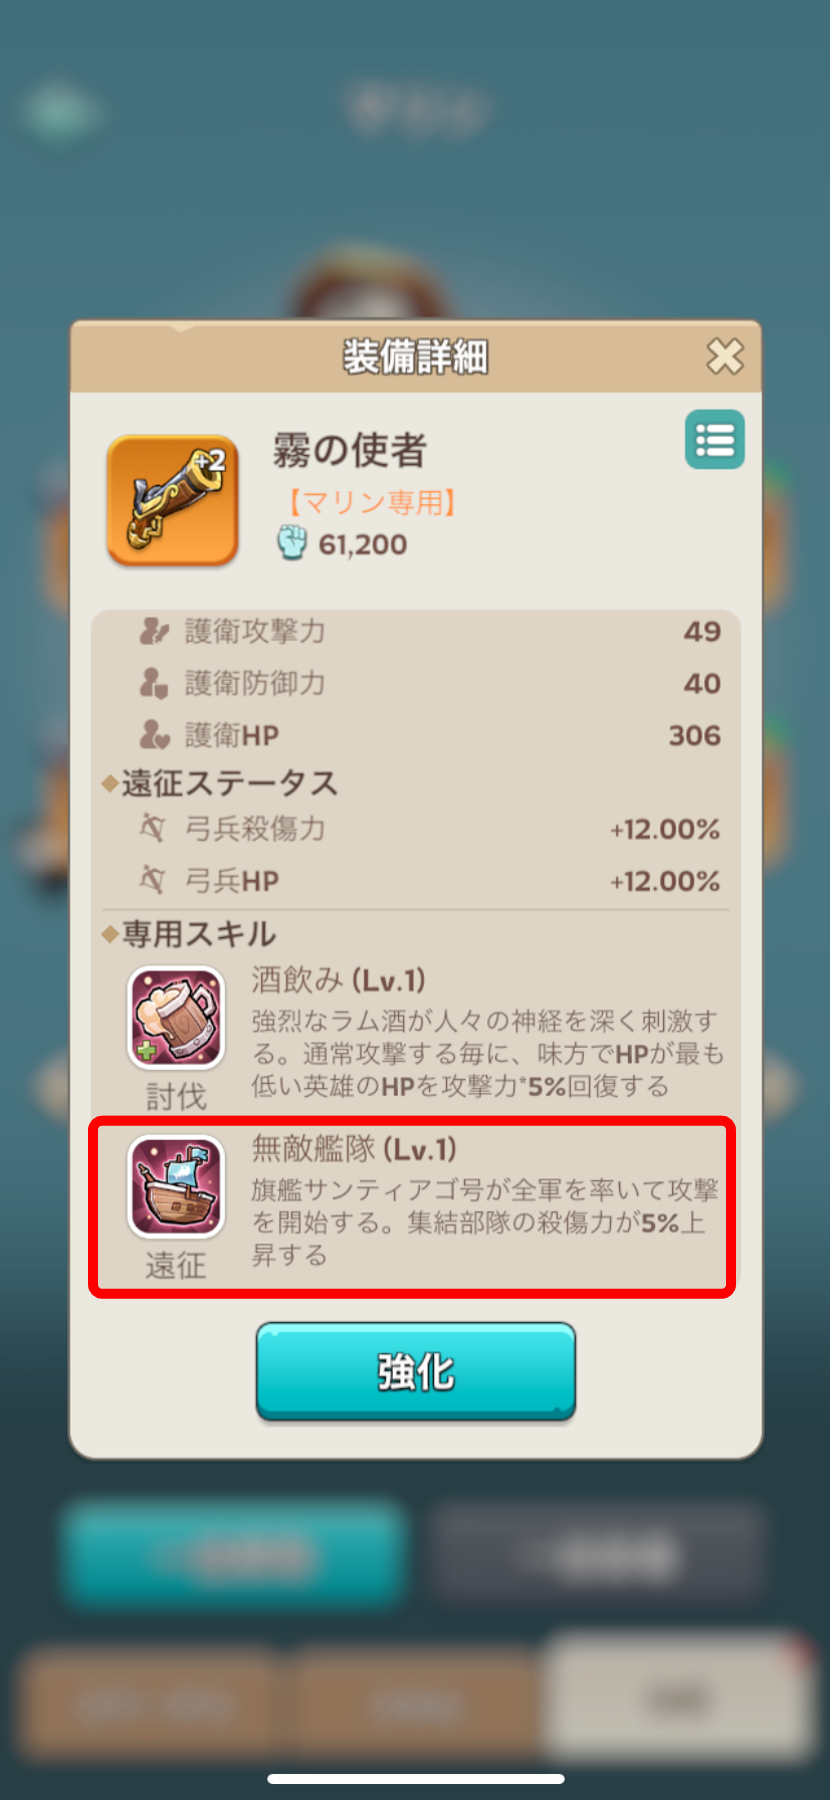 装備詳細
+2
霧の使者
【マリン専用】
61,200
護衛攻撃力
49
護衛防御力
40
護衛HP
306
◆遠征ステータス
弓兵殺傷力
+12.00%
弓兵HP
+12.00%
◆専用スキル
酒飲み (Lv.1)
強烈なラム酒が人々の神経を深く刺激す
る。通常攻撃する毎に、味方でHPが最も
低い英雄のHPを攻撃力*5%回復する
討伐
無敵艦隊 (Lv.1)
旗艦サンティアゴ号が全軍を率いて攻撃
を開始する。集結部隊の殺傷力が5%上
昇する
遠征
強化